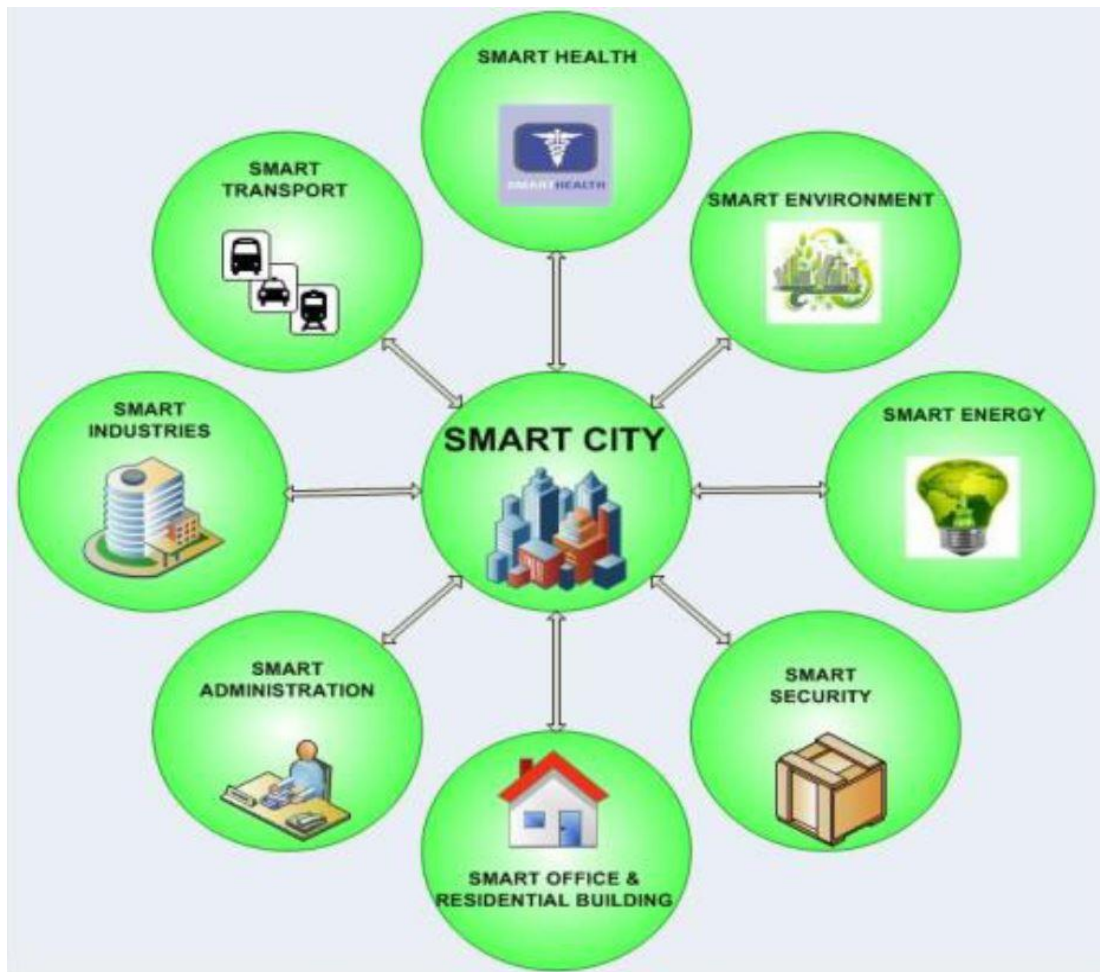 SMART HEALTH
SMARTHEALTH
SMART
TRANSPORT
SMART ENVIRONMENT
SMART
INDUSTRIES
SMART CITY
SMART ENERGY
SMART
ADMINISTRATION
SMART
SECURITY
SMART OFFICE &
RESIDENTIAL BUILDING